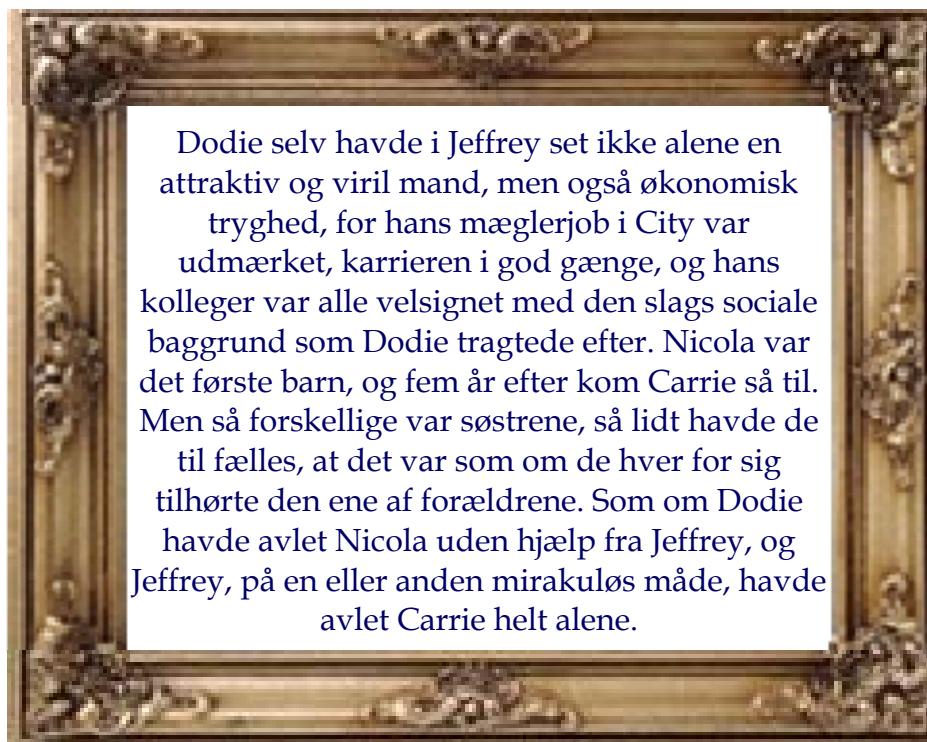 Dodie selv havde i Jeffrey set ikke alene en
attraktiv og viril mand, men også økonomisk
tryghed, for hans mæglerjob i City var
udmærket, karrieren i god gænge, og hans
kolleger var alle velsignet med den slags sociale
baggrund som Dodie tragtede efter. Nicola var
det første barn, og fem år efter kom Carrie så til.
Men så forskellige var søstrene, så lidt havde de
til fælles, at det var som om de hver for sig
tilhørte den ene af forældrene. Som om Dodie
havde avlet Nicola uden hjælp fra Jeffrey, og
Jeffrey, på en eller anden mirakuløs måde, havde
avlet Carrie helt alene.